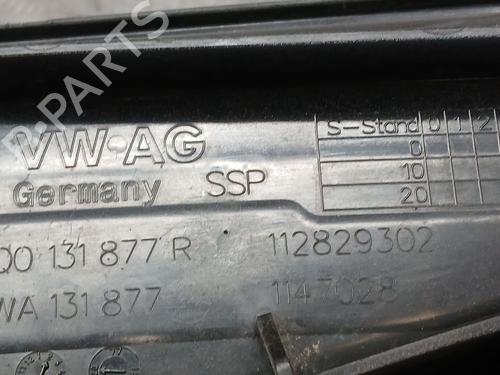 B-PARTS
VW-AG
S-Stand 0 1 2
0
Germany SSP
10
20
Q0 131 877 R 112829302
WA 131 877 1147028